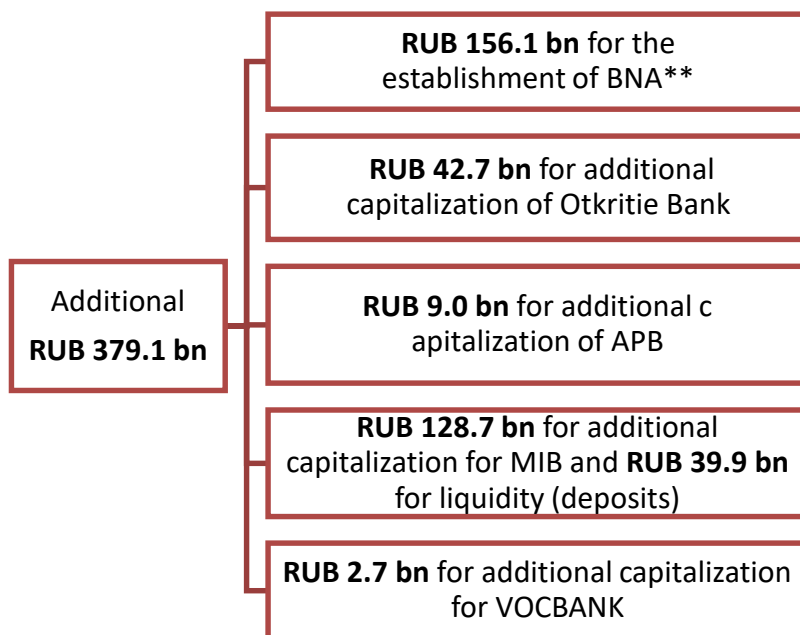 RUB 156.1 bn for the
establishment of BNA**
RUB 42.7 bn for additional
capitalization of Otkritie Bank
Additional
RUB 379.1 bn
RUB 9.0 bn for additional c
apitalization of APB
RUB 128.7 bn for additional
capitalization for MIB and RUB 39.9 bn
for liquidity (deposits)
RUB 2.7 bn for additional capitalization
for VOCBANK